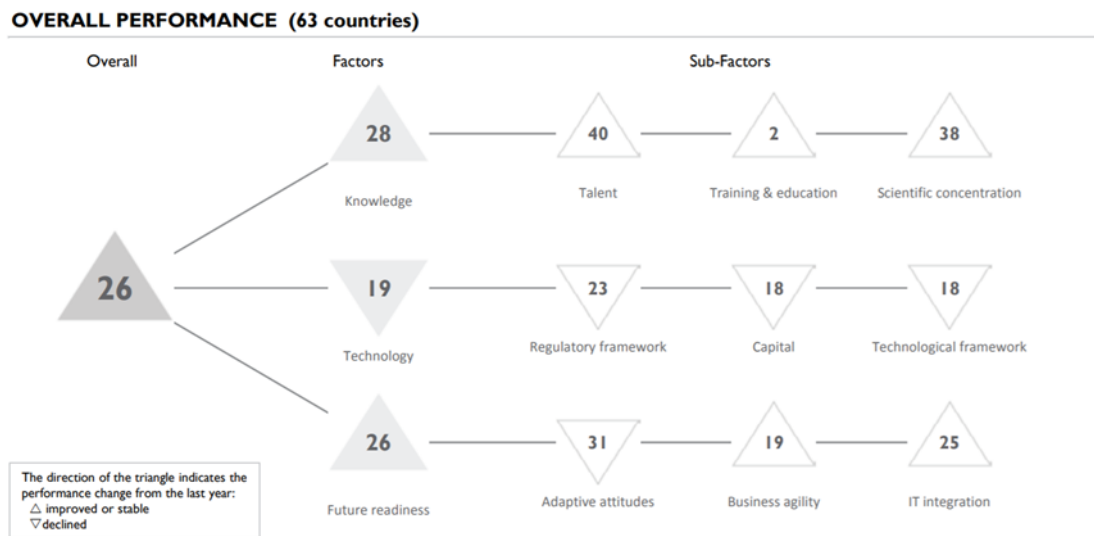 OVERALL PERFORMANCE (63 countries)
Overall Factors Sub-Factors
28 40 2 38
Knowledge Talent Training & education Scientific concentration
26 19 23 18 18
Technology Regulatory framework Capital Technological framework
26 31 19 25
Future readiness Adaptive attitudes Business agility IT integration
The direction of the triangle indicates the
performance change from the last year:
△ improved or stable
▽ declined